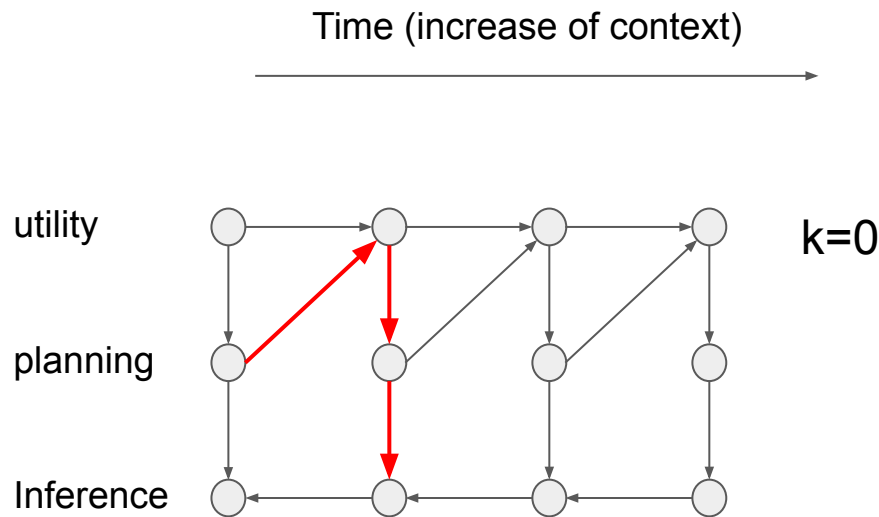 Time (increase of context)
utility
k=0
planning
Inference